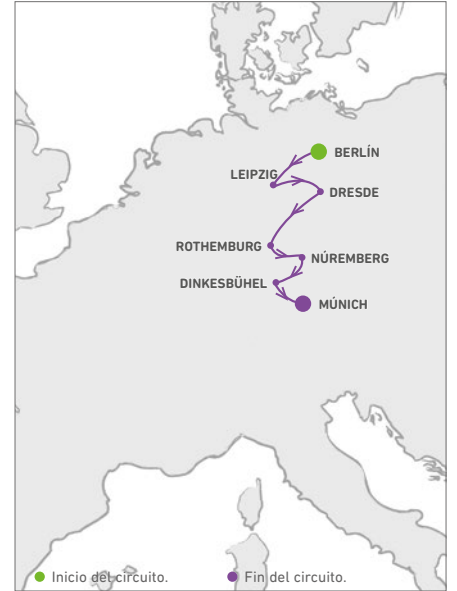 BERLÍN
LEIPZIG
DRESDE
ROTHEMBURG
NÚREMBERG
DINKESBÜHEL
MÚNICH
Inicio del circuito.
Fin del circuito.